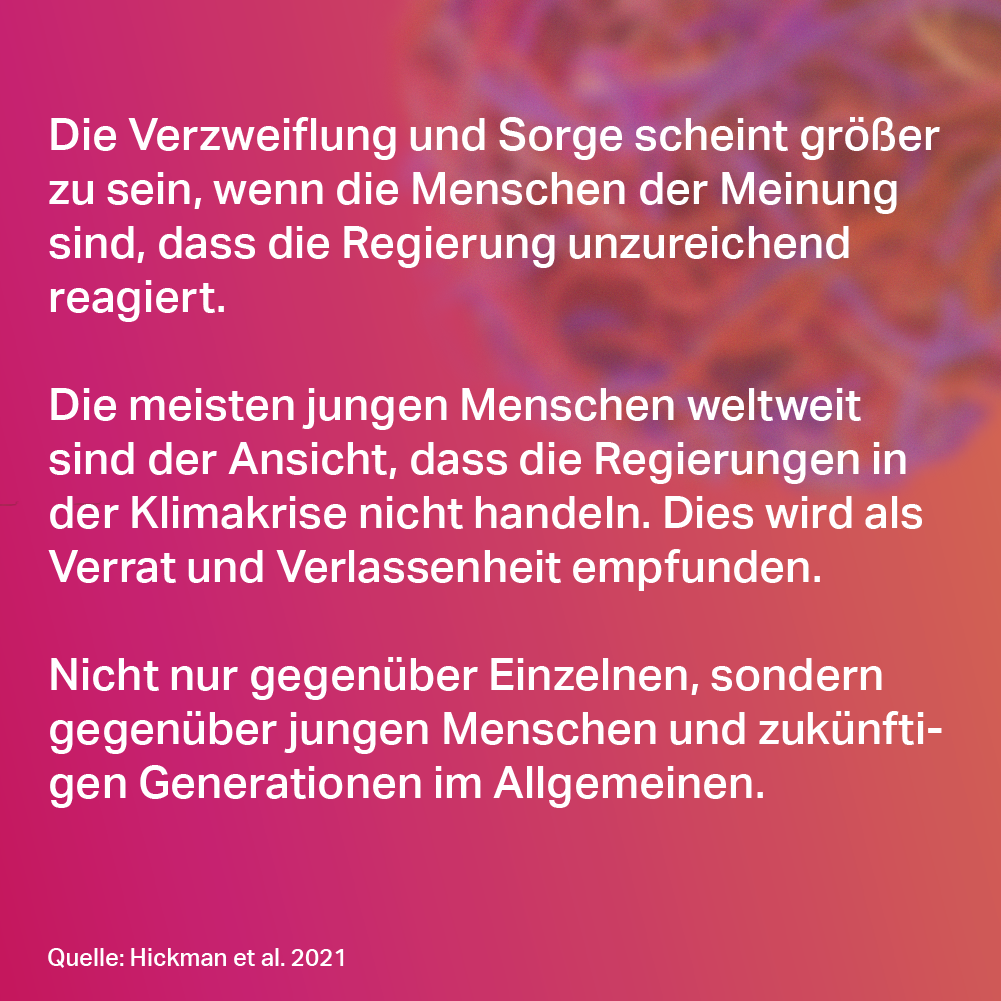 Die Verzweiflung und Sorge scheint größer
zu sein, wenn die Menschen der Meinung
sind, dass die Regierung unzureichend
reagiert.
Die meisten jungen Menschen weltweit
sind der Ansicht, dass die Regierungen in
der Klimakrise nicht handeln. Dies wird als
Verrat und Verlassenheit empfunden.
Nicht nur gegenüber Einzelnen, sondern
gegenüber jungen Menschen und zukünfti-
gen Generationen im Allgemeinen.
Quelle: Hickman et al. 2021